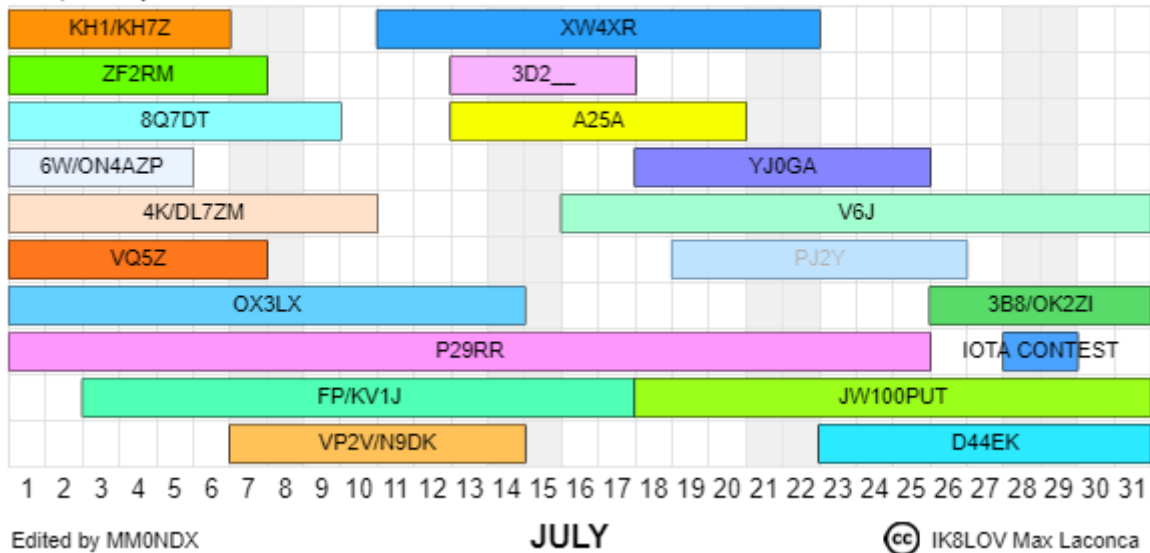 KH1/KH7Z XW4XR
ZF2RM 3D2__
8Q7DT A25A
6W/ON4AZP YJ0GA
4K/DL7ZM V6J
VQ5Z PJ2Y
OX3LX 3B8/OK2ZI
P29RR IOTA CONTEST
FP/KV1J JW100PUT
VP2V/N9DK D44EK
1 2 3 4 5 6 7 8 9 10 11 12 13 14 15 16 17 18 19 20 21 22 23 24 25 26 27 28 29 30 31
Edited by MM0NDX JULY cc IK8LOV Max Laconca